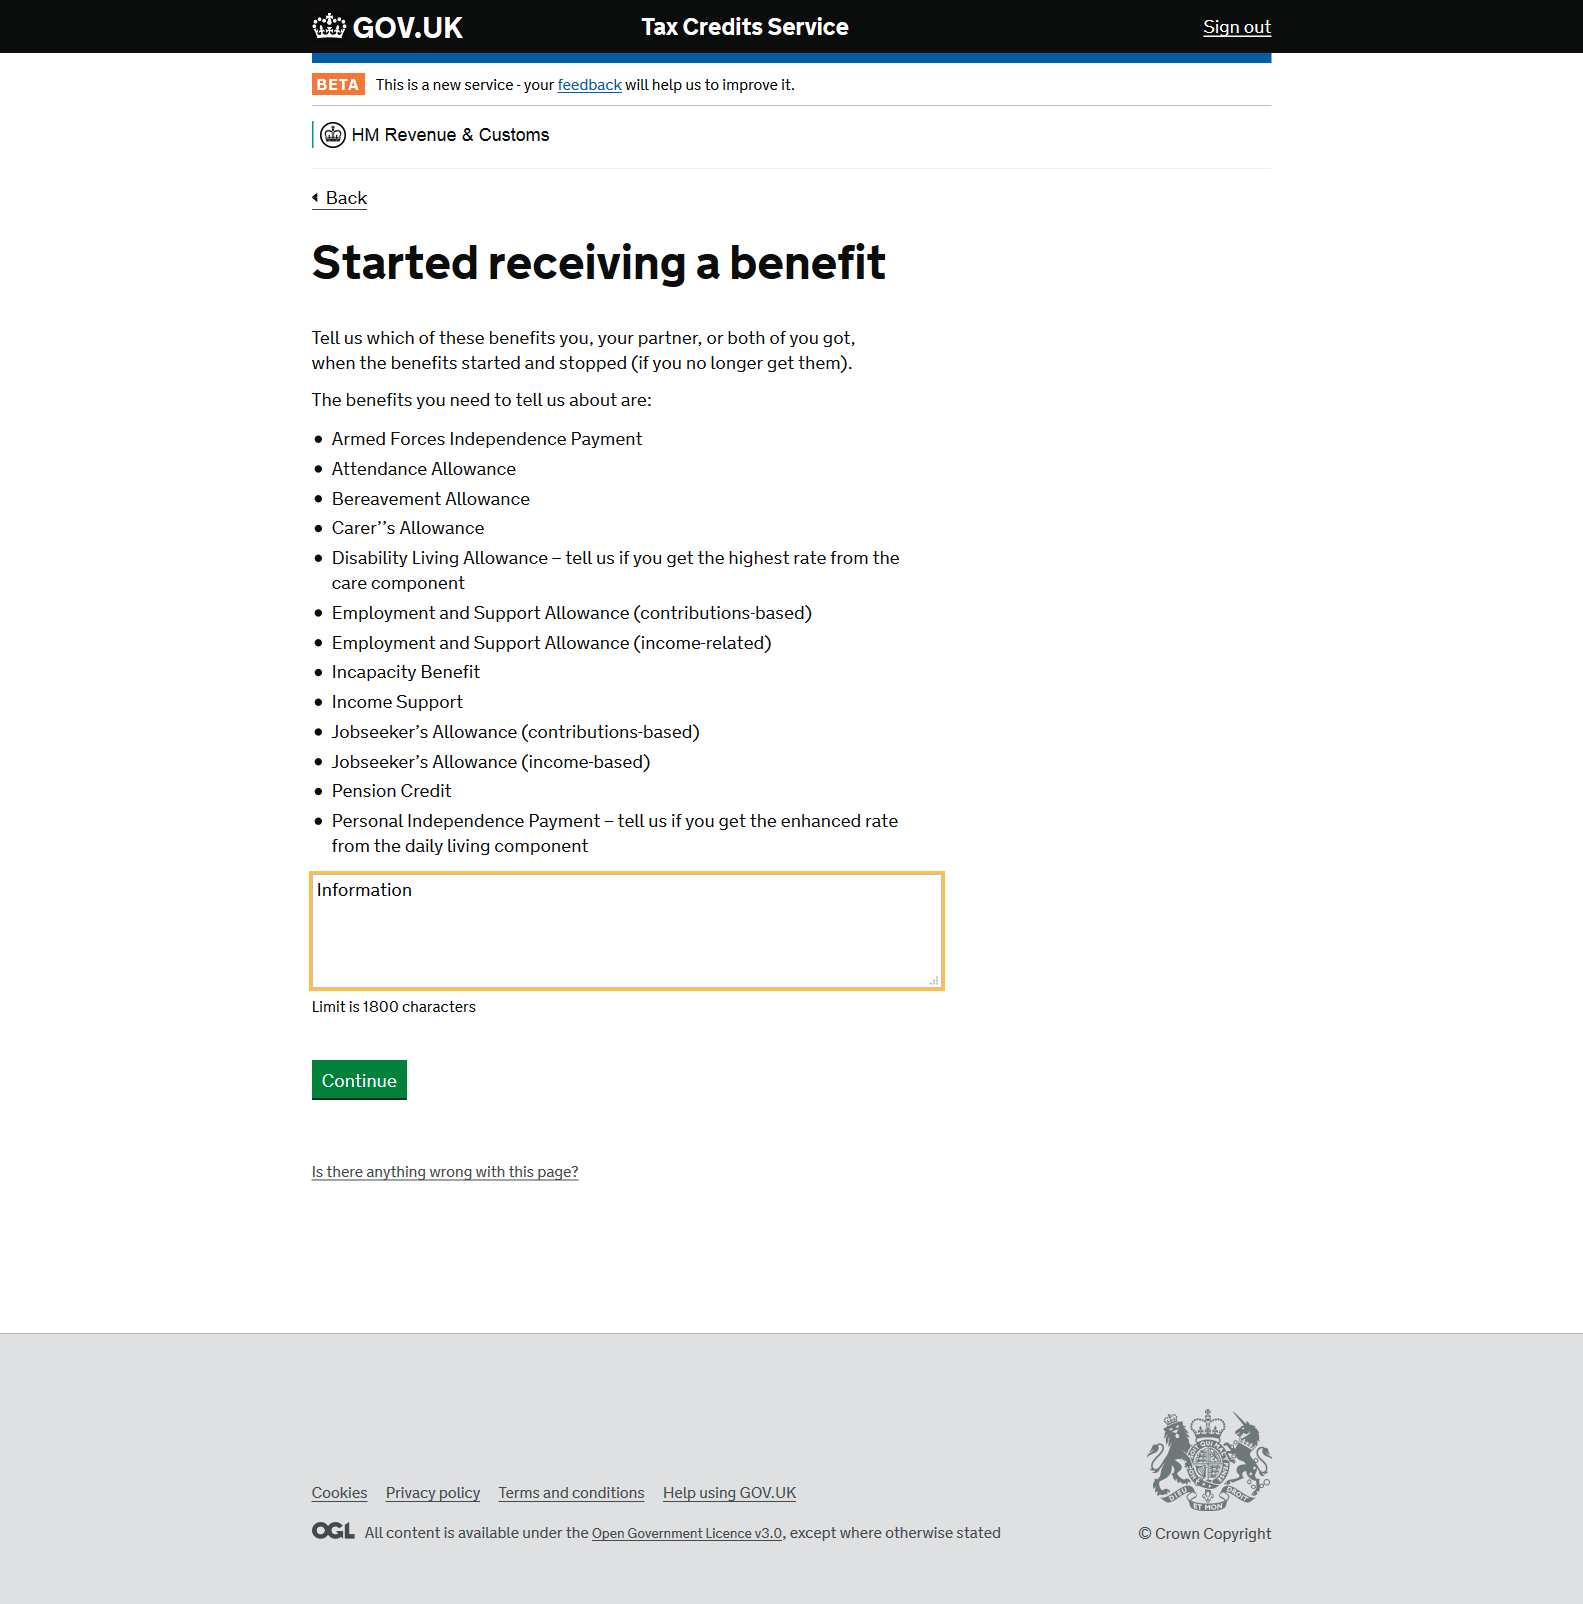 GOV.UK
Tax Credits Service
Sign out
BETA This is a new service - your feedback will help us to improve it.
HM Revenue & Customs
Back
Started receiving a benefit
Tell us which of these benefits you, your partner, or both of you got,
when the benefits started and stopped (if you no longer get them).
The benefits you need to tell us about are:
• Armed Forces Independence Payment
• Attendance Allowance
• Bereavement Allowance
• Carer’’s Allowance
• Disability Living Allowance – tell us if you get the highest rate from the
care component
• Employment and Support Allowance (contributions-based)
• Employment and Support Allowance (income-related)
• Incapacity Benefit
• Income Support
• Jobseeker’s Allowance (contributions-based)
• Jobseeker’s Allowance (income-based)
• Pension Credit
• Personal Independence Payment – tell us if you get the enhanced rate
from the daily living component
Information
Limit is 1800 characters
Continue
Is there anything wrong with this page?
Cookies Privacy policy Terms and conditions Help using GOV.UK
OGL All content is available under the Open Government Licence v3.0, except where otherwise stated
DIEU ET MON DROIT
© Crown Copyright